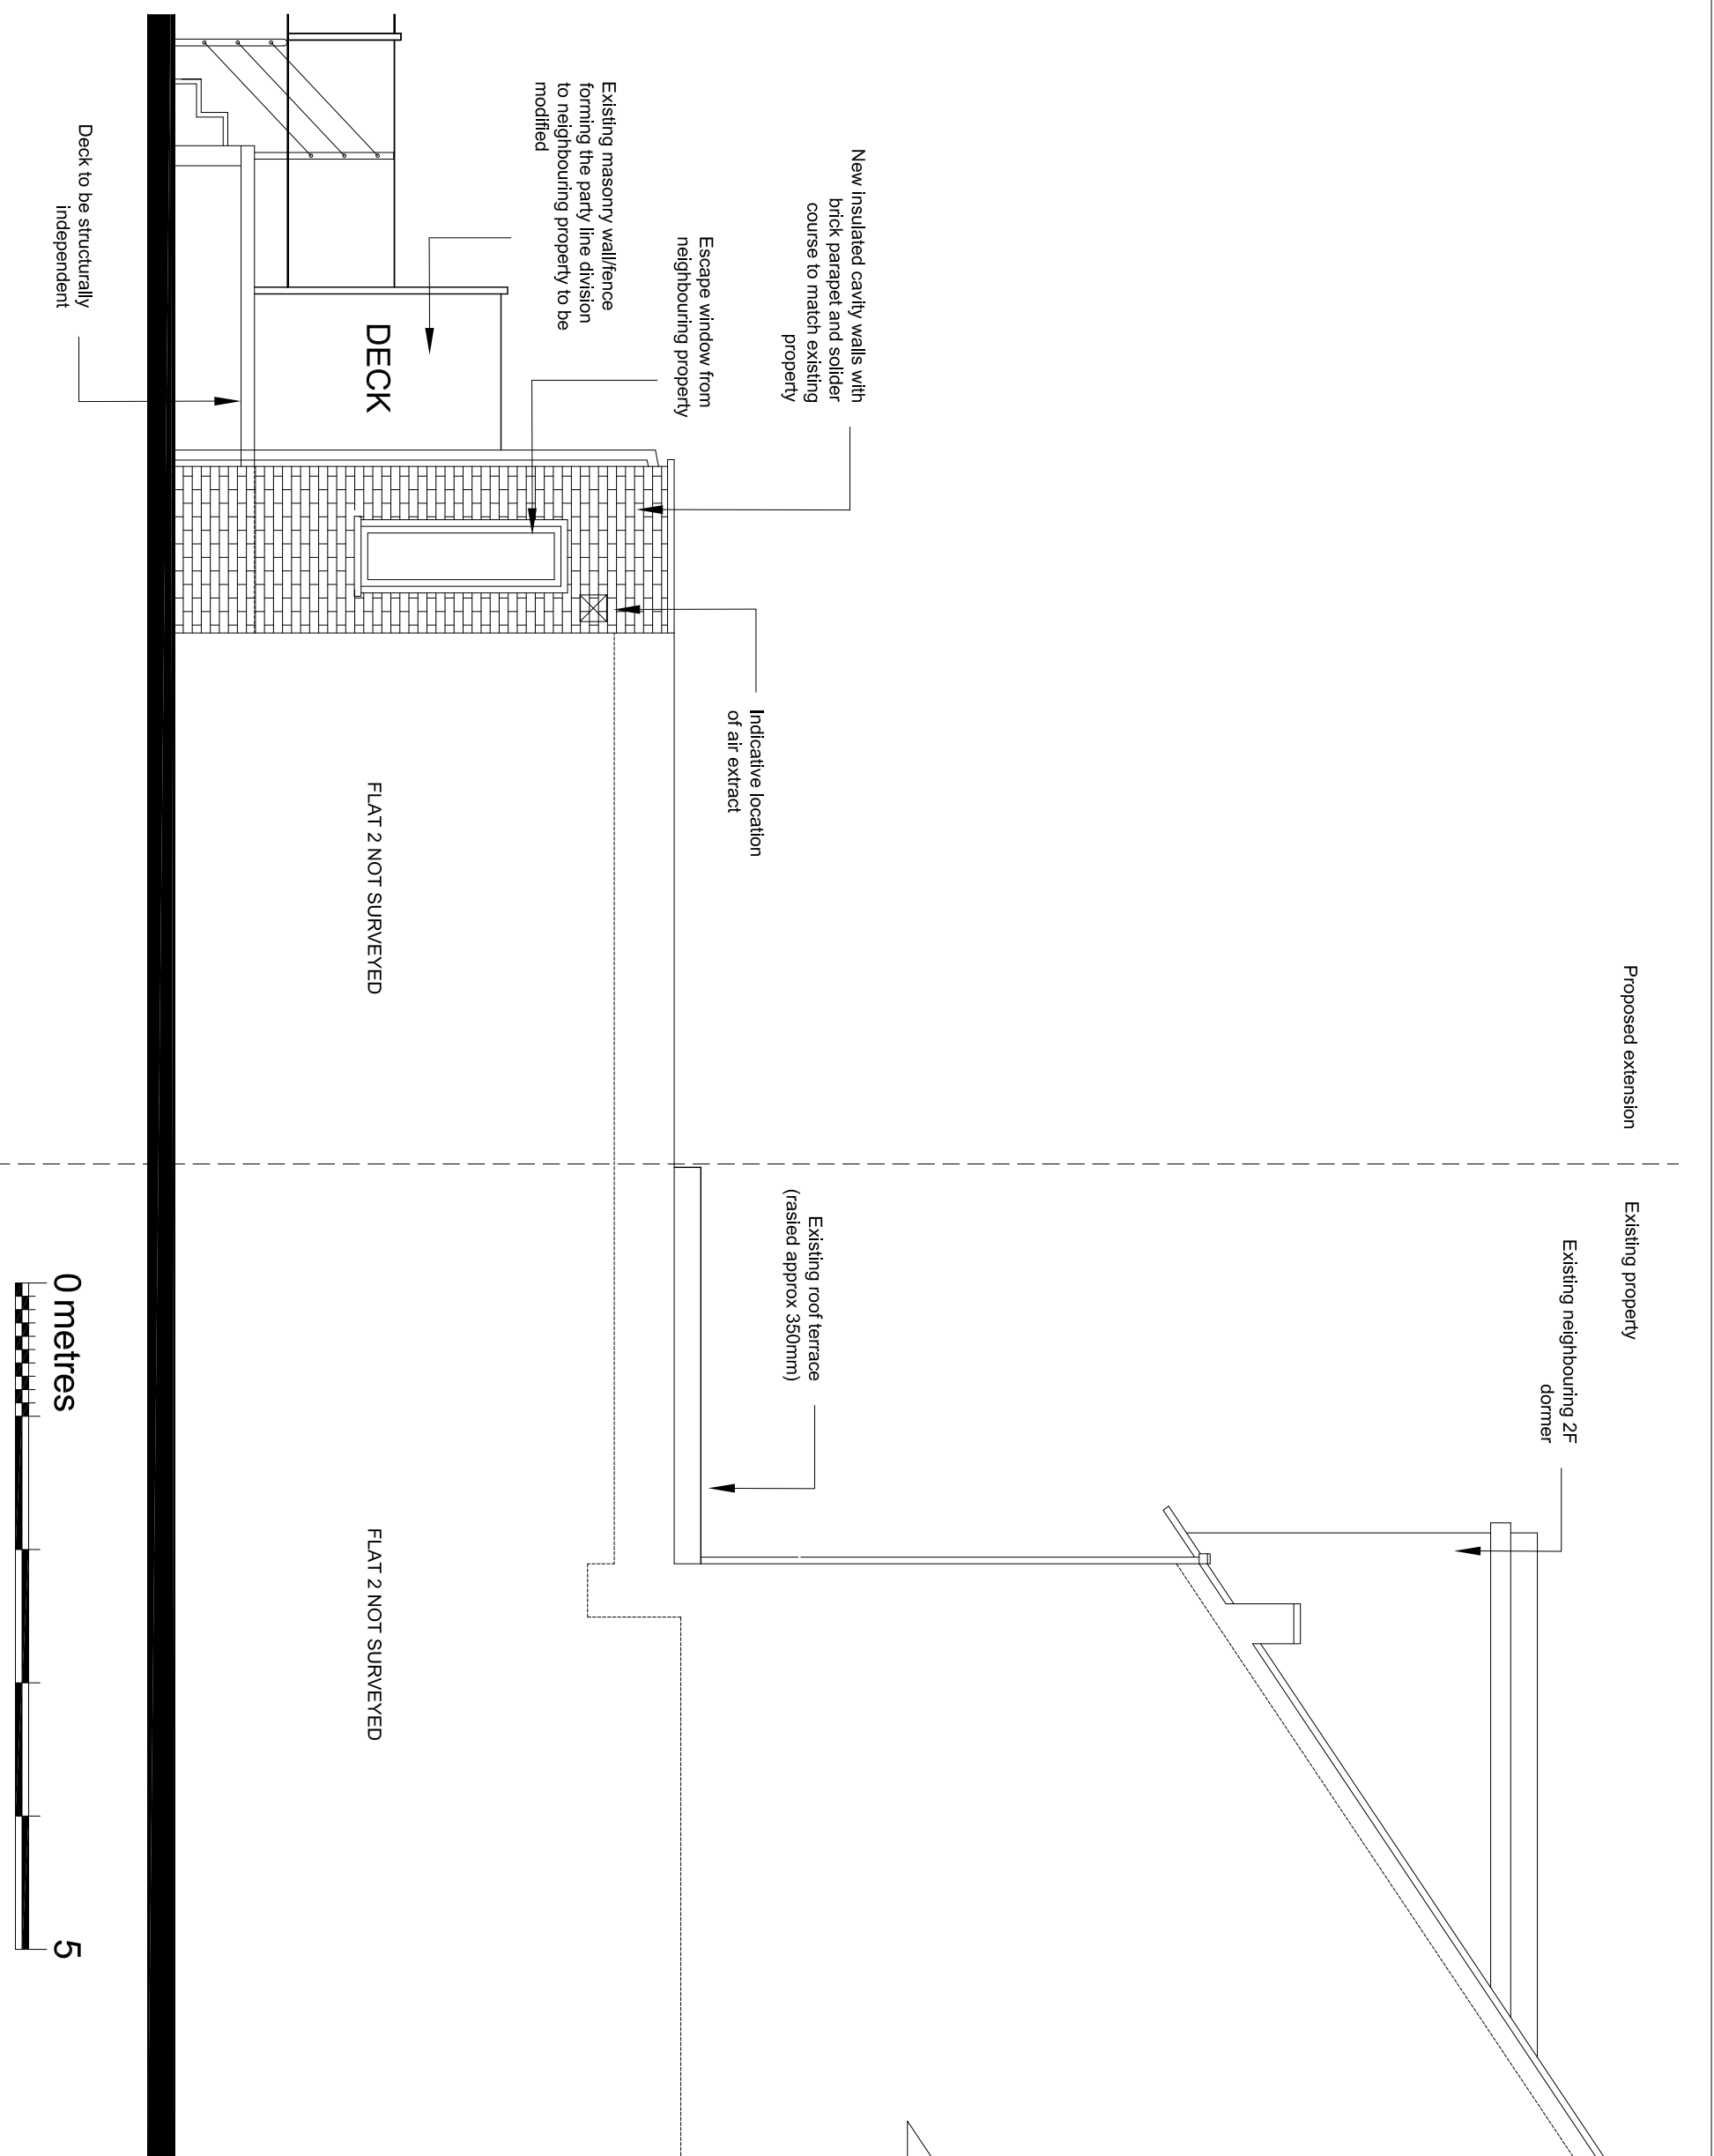 Proposed extension
Existing property
Existing neighbouring 2F
dormer
New insulated cavity walls with
brick parapet and solider
course to match existing
property
Existing roof terrace
(rasied approx 350mm)
Indicative location
of air extract
Escape window from
neighbouring property
Existing masonry wall/fence
forming the party line division
to neighbouring property to be
modified
DECK
FLAT 2 NOT SURVEYED
FLAT 2 NOT SURVEYED
Deck to be structurally
independent
0 metres
5